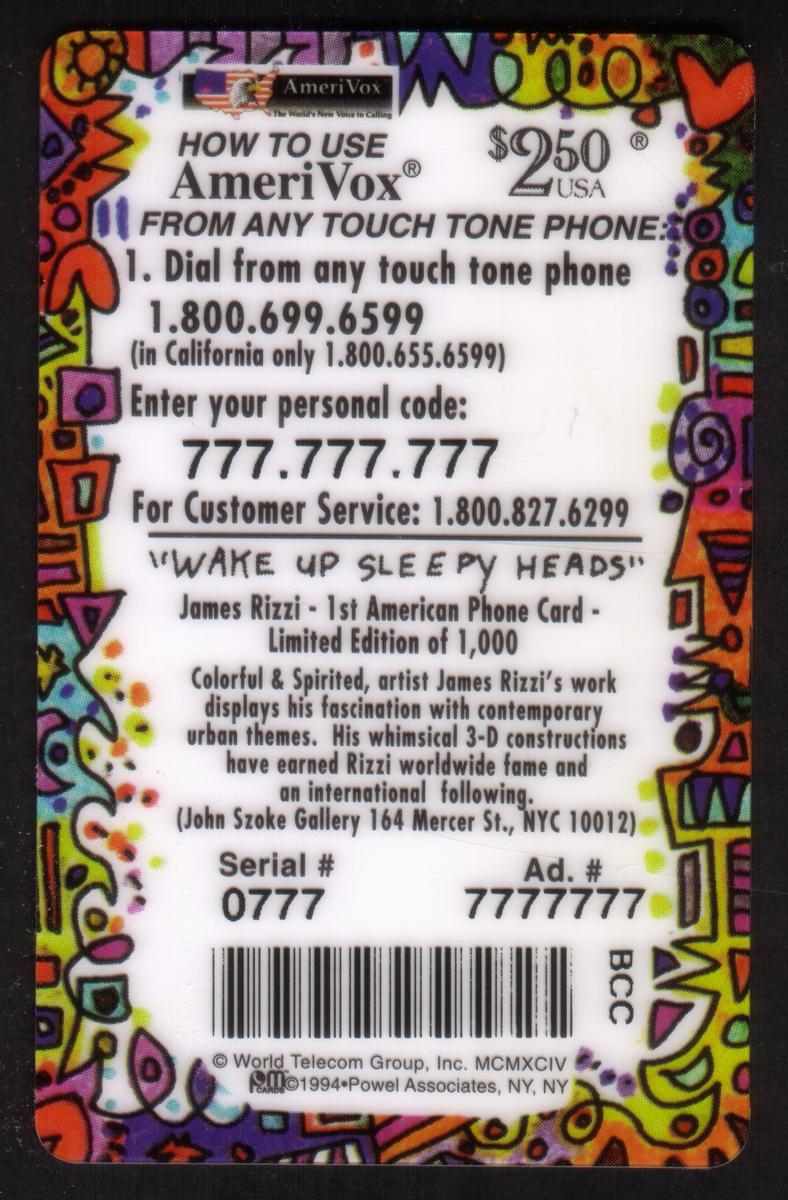 AmeriVox
The World's New Voice in Calling
HOW TO USE
AmeriVox®
$2.50 ®
USA
FROM ANY TOUCH TONE PHONE:
1. Dial from any touch tone phone
1.800.699.6599
(in California only 1.800.655.6599)
Enter your personal code:
777.777.777
For Customer Service: 1.800.827.6299
"WAKE UP SLEEPY HEADS"
James Rizzi - 1st American Phone Card -
Limited Edition of 1,000
Colorful & Spirited, artist James Rizzi's work
displays his fascination with contemporary
urban themes. His whimsical 3-D constructions
have earned Rizzi worldwide fame and
an international following.
(John Szoke Gallery 164 Mercer St., NYC 10012)
Serial # Ad. #
0777 7777777
BCC
© World Telecom Group, Inc. MCMXCIV
CARDS ©1994•Powel Associates, NY, NY